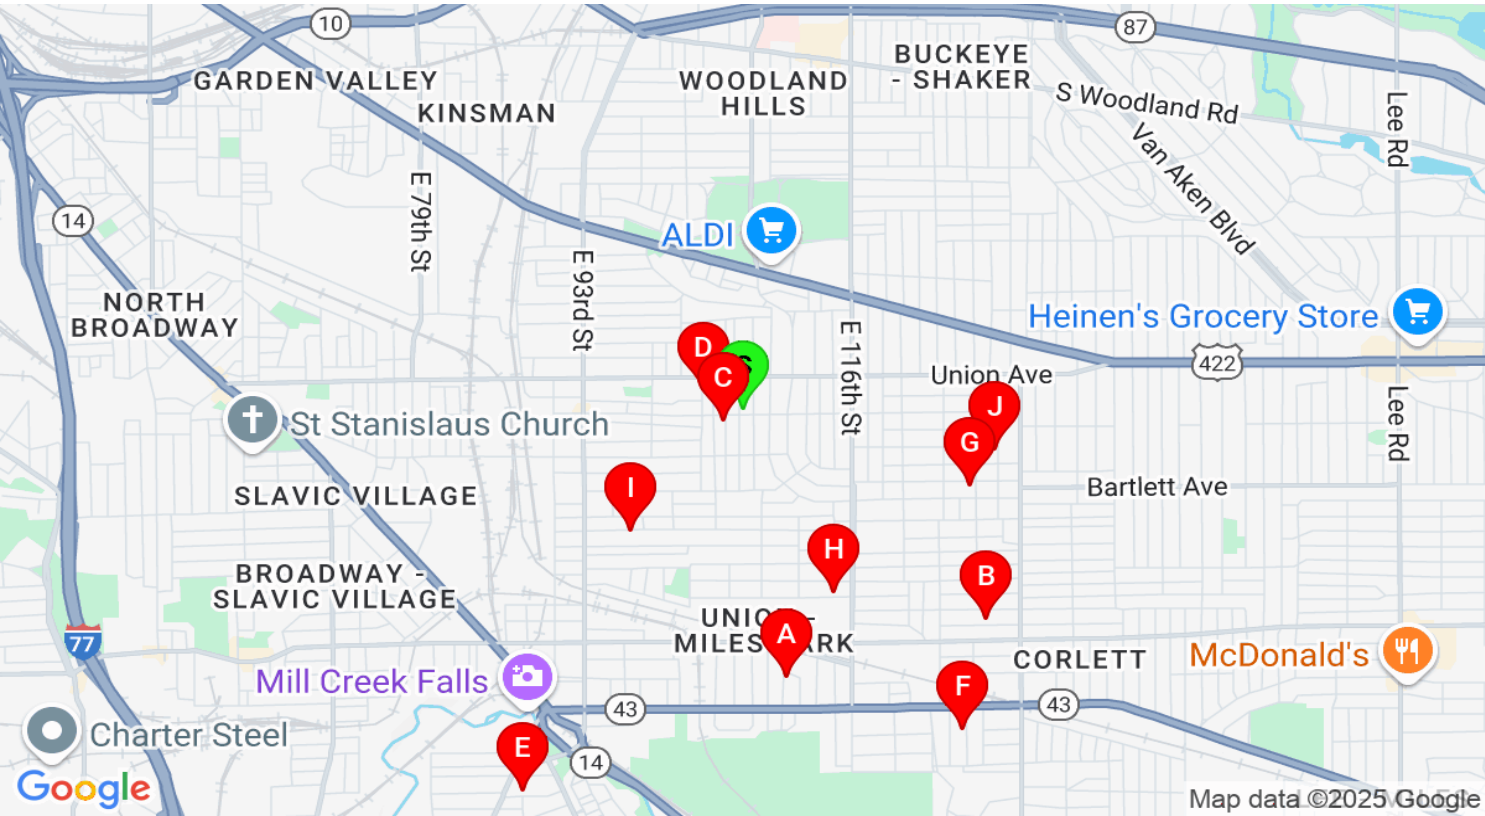 10
87
BUCKEYE
- SHAKER
GARDEN VALLEY
WOODLAND
HILLS
KINSMAN
S Woodland Rd
Lee Rd
Van Aken Blvd
E 79th St
14
ALDI
E 93rd St
NORTH
BROADWAY
Heinen's Grocery Store
E 116th St
D
S
C
422
Union Ave
J
Lee Rd
St Stanislaus Church
G
SLAVIC VILLAGE
I
Bartlett Ave
H
BROADWAY -
SLAVIC VILLAGE
B
UNION -
MILES PARK
A
77
CORLETT
McDonald's
Mill Creek Falls
F
43
43
Charter Steel
E
14
Google
Map data ©2025 Google